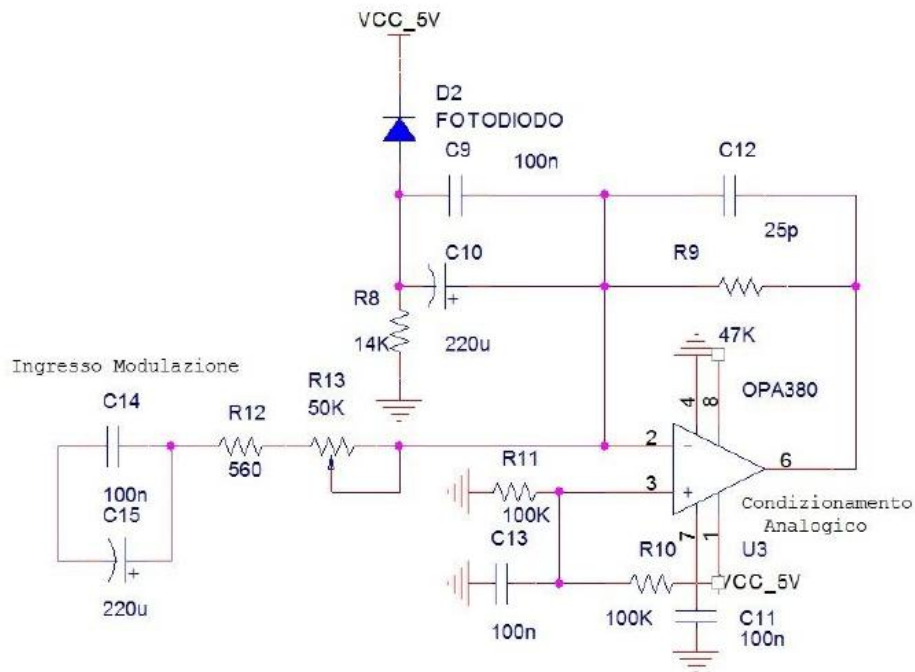 VCC_5V
D2
FOTODIODO
C9
100n
C12
25p
C10
R9
R8
14K
220u
47K
Ingresso Modulazione
C14
R12
R13
50K
OPA380
4
8
560
2
6
100n
R11
3
100K
Condizionamento
Analogico
C15
C13
7
1
R10
U3
VCC_5V
220u
100n
100K
C11
100n